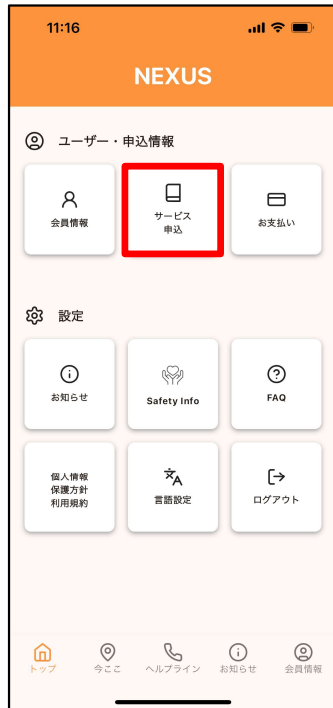 11:16
NEXUS
ユーザー・申込情報
会員情報
サービス
申込
お支払い
設定
お知らせ
Safety Info
FAQ
個人情報
保護方針
利用規約
言語設定
ログアウト
トップ
今ここ
ヘルプライン
お知らせ
会員情報